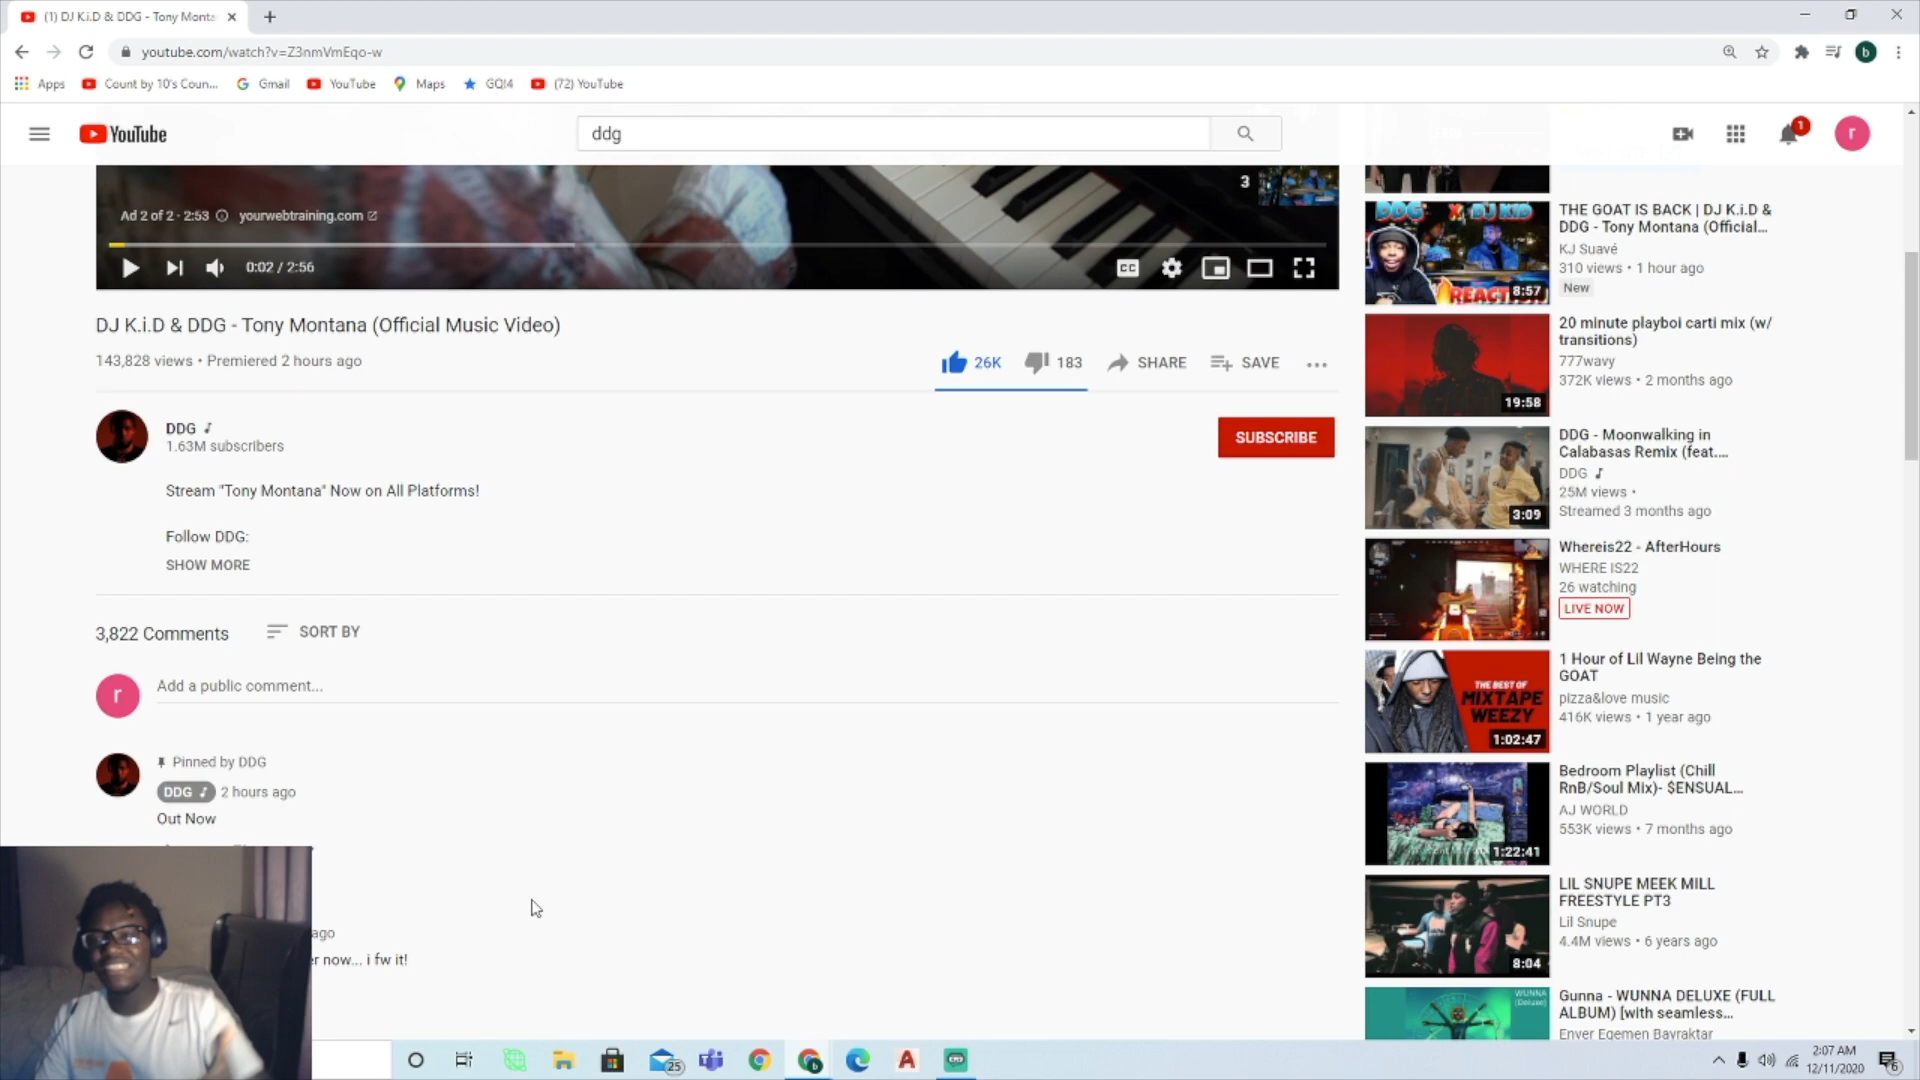 (1) DJ K.i.D & DDG - Tony Monta
youtube.com/watch?v=Z3nmVmEqo-w
b
Apps
Count by 10's Coun...
Gmail
YouTube
Maps
GQ!4
(72) YouTube
YouTube
ddg
1
r
3
Ad 2 of 2 · 2:53
yourwebtraining.com
0:02 / 2:56
CC
DJ K.i.D & DDG - Tony Montana (Official Music Video)
143,828 views • Premiered 2 hours ago
26K
183
SHARE
SAVE
DDG
1.63M subscribers
SUBSCRIBE
Stream "Tony Montana" Now on All Platforms!
Follow DDG:
SHOW MORE
3,822 Comments
SORT BY
r
Add a public comment...
Pinned by DDG
DDG
2 hours ago
Out Now
ago
r now... i fw it!
DDG X DJ KID
REACTI
8:57
THE GOAT IS BACK | DJ K.i.D &
DDG - Tony Montana (Official...
KJ Suavé
310 views • 1 hour ago
New
19:58
20 minute playboi carti mix (w/
transitions)
777wavy
372K views • 2 months ago
3:09
DDG - Moonwalking in
Calabasas Remix (feat....
DDG
25M views •
Streamed 3 months ago
Whereis22 - AfterHours
WHERE IS22
26 watching
LIVE NOW
THE BEST OF
MIXTAPE
WEEZY
1:02:47
1 Hour of Lil Wayne Being the
GOAT
pizza&love music
416K views • 1 year ago
1:22:41
Bedroom Playlist (Chill
RnB/Soul Mix)- $ENSUAL...
AJ WORLD
553K views • 7 months ago
8:04
LIL SNUPE MEEK MILL
FREESTYLE PT3
Lil Snupe
4.4M views • 6 years ago
WUNNA
(Deluxe)
Gunna - WUNNA DELUXE (FULL
ALBUM) [with seamless...
Enver Egemen Bayraktar
25
b
A
2:07 AM
12/11/2020
6